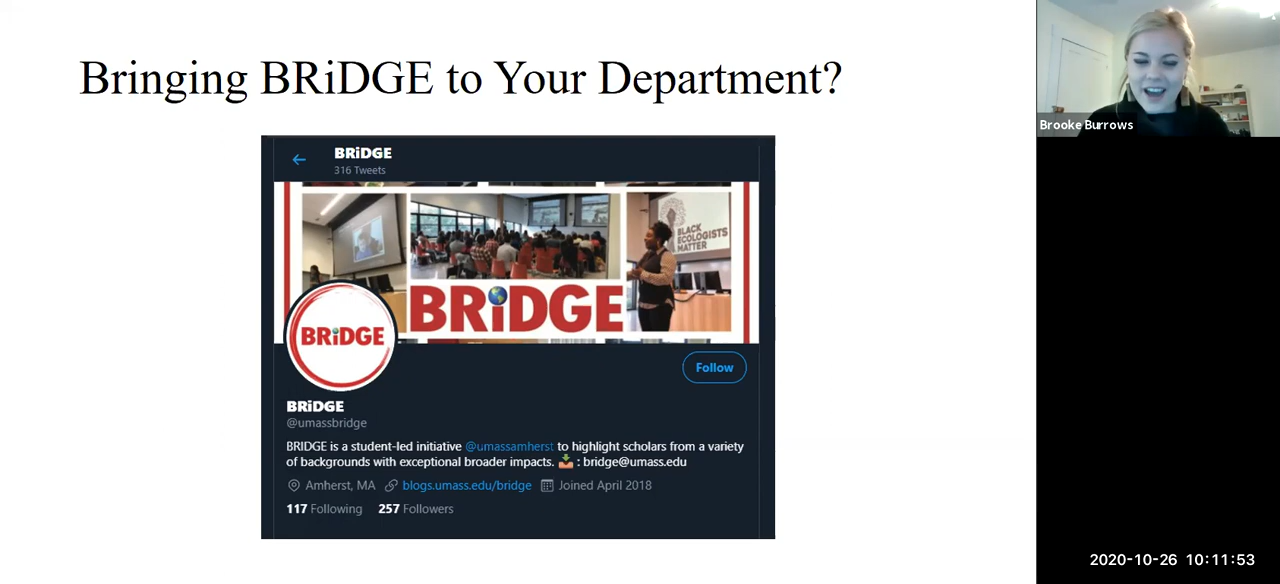 Bringing BRiDGE to Your Department?
BRiDGE
316 Tweets
BLACK
ECOLOGISTS
MATTER
BRiDGE
BRiDGE
Follow
BRiDGE
@umassbridge
BRIDGE is a student-led initiative @umassamherst to highlight scholars from a variety
of backgrounds with exceptional broader impacts. : bridge@umass.edu
Amherst, MA blogs.umass.edu/bridge Joined April 2018
117 Following 257 Followers
Brooke Burrows
2020-10-26 10:11:53